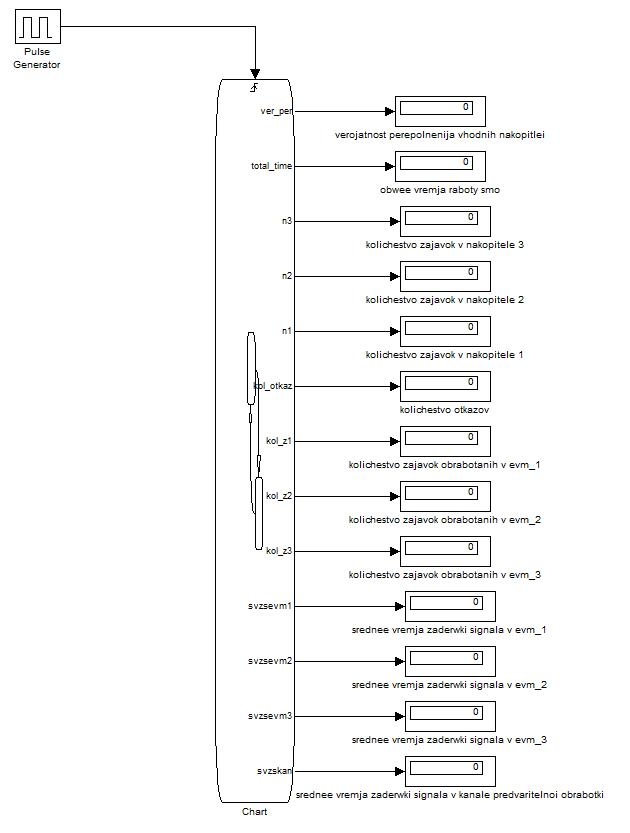 Pulse
Generator
ver_per
0
verojatnost perepolnenija vhodnih nakopitlei
total_time
0
obwee vremja raboty smo
n3
0
kolichestvo zajavok v nakopitele 3
n2
0
kolichestvo zajavok v nakopitele 2
n1
0
kolichestvo zajavok v nakopitele 1
kol_otkaz
0
kolichestvo otkazov
kol_z1
0
kolichestvo zajavok obrabotanih v evm_1
kol_z2
0
kolichestvo zajavok obrabotanih v evm_2
kol_z3
0
kolichestvo zajavok obrabotanih v evm_3
svzsevm1
0
srednee vremja zaderwki signala v evm_1
svzsevm2
0
srednee vremja zaderwki signala v evm_2
svzsevm3
0
srednee vremja zaderwki signala v evm_3
svzskan
0
srednee vremja zaderwki signala v kanale predvaritelnoi obrabotki
Chart